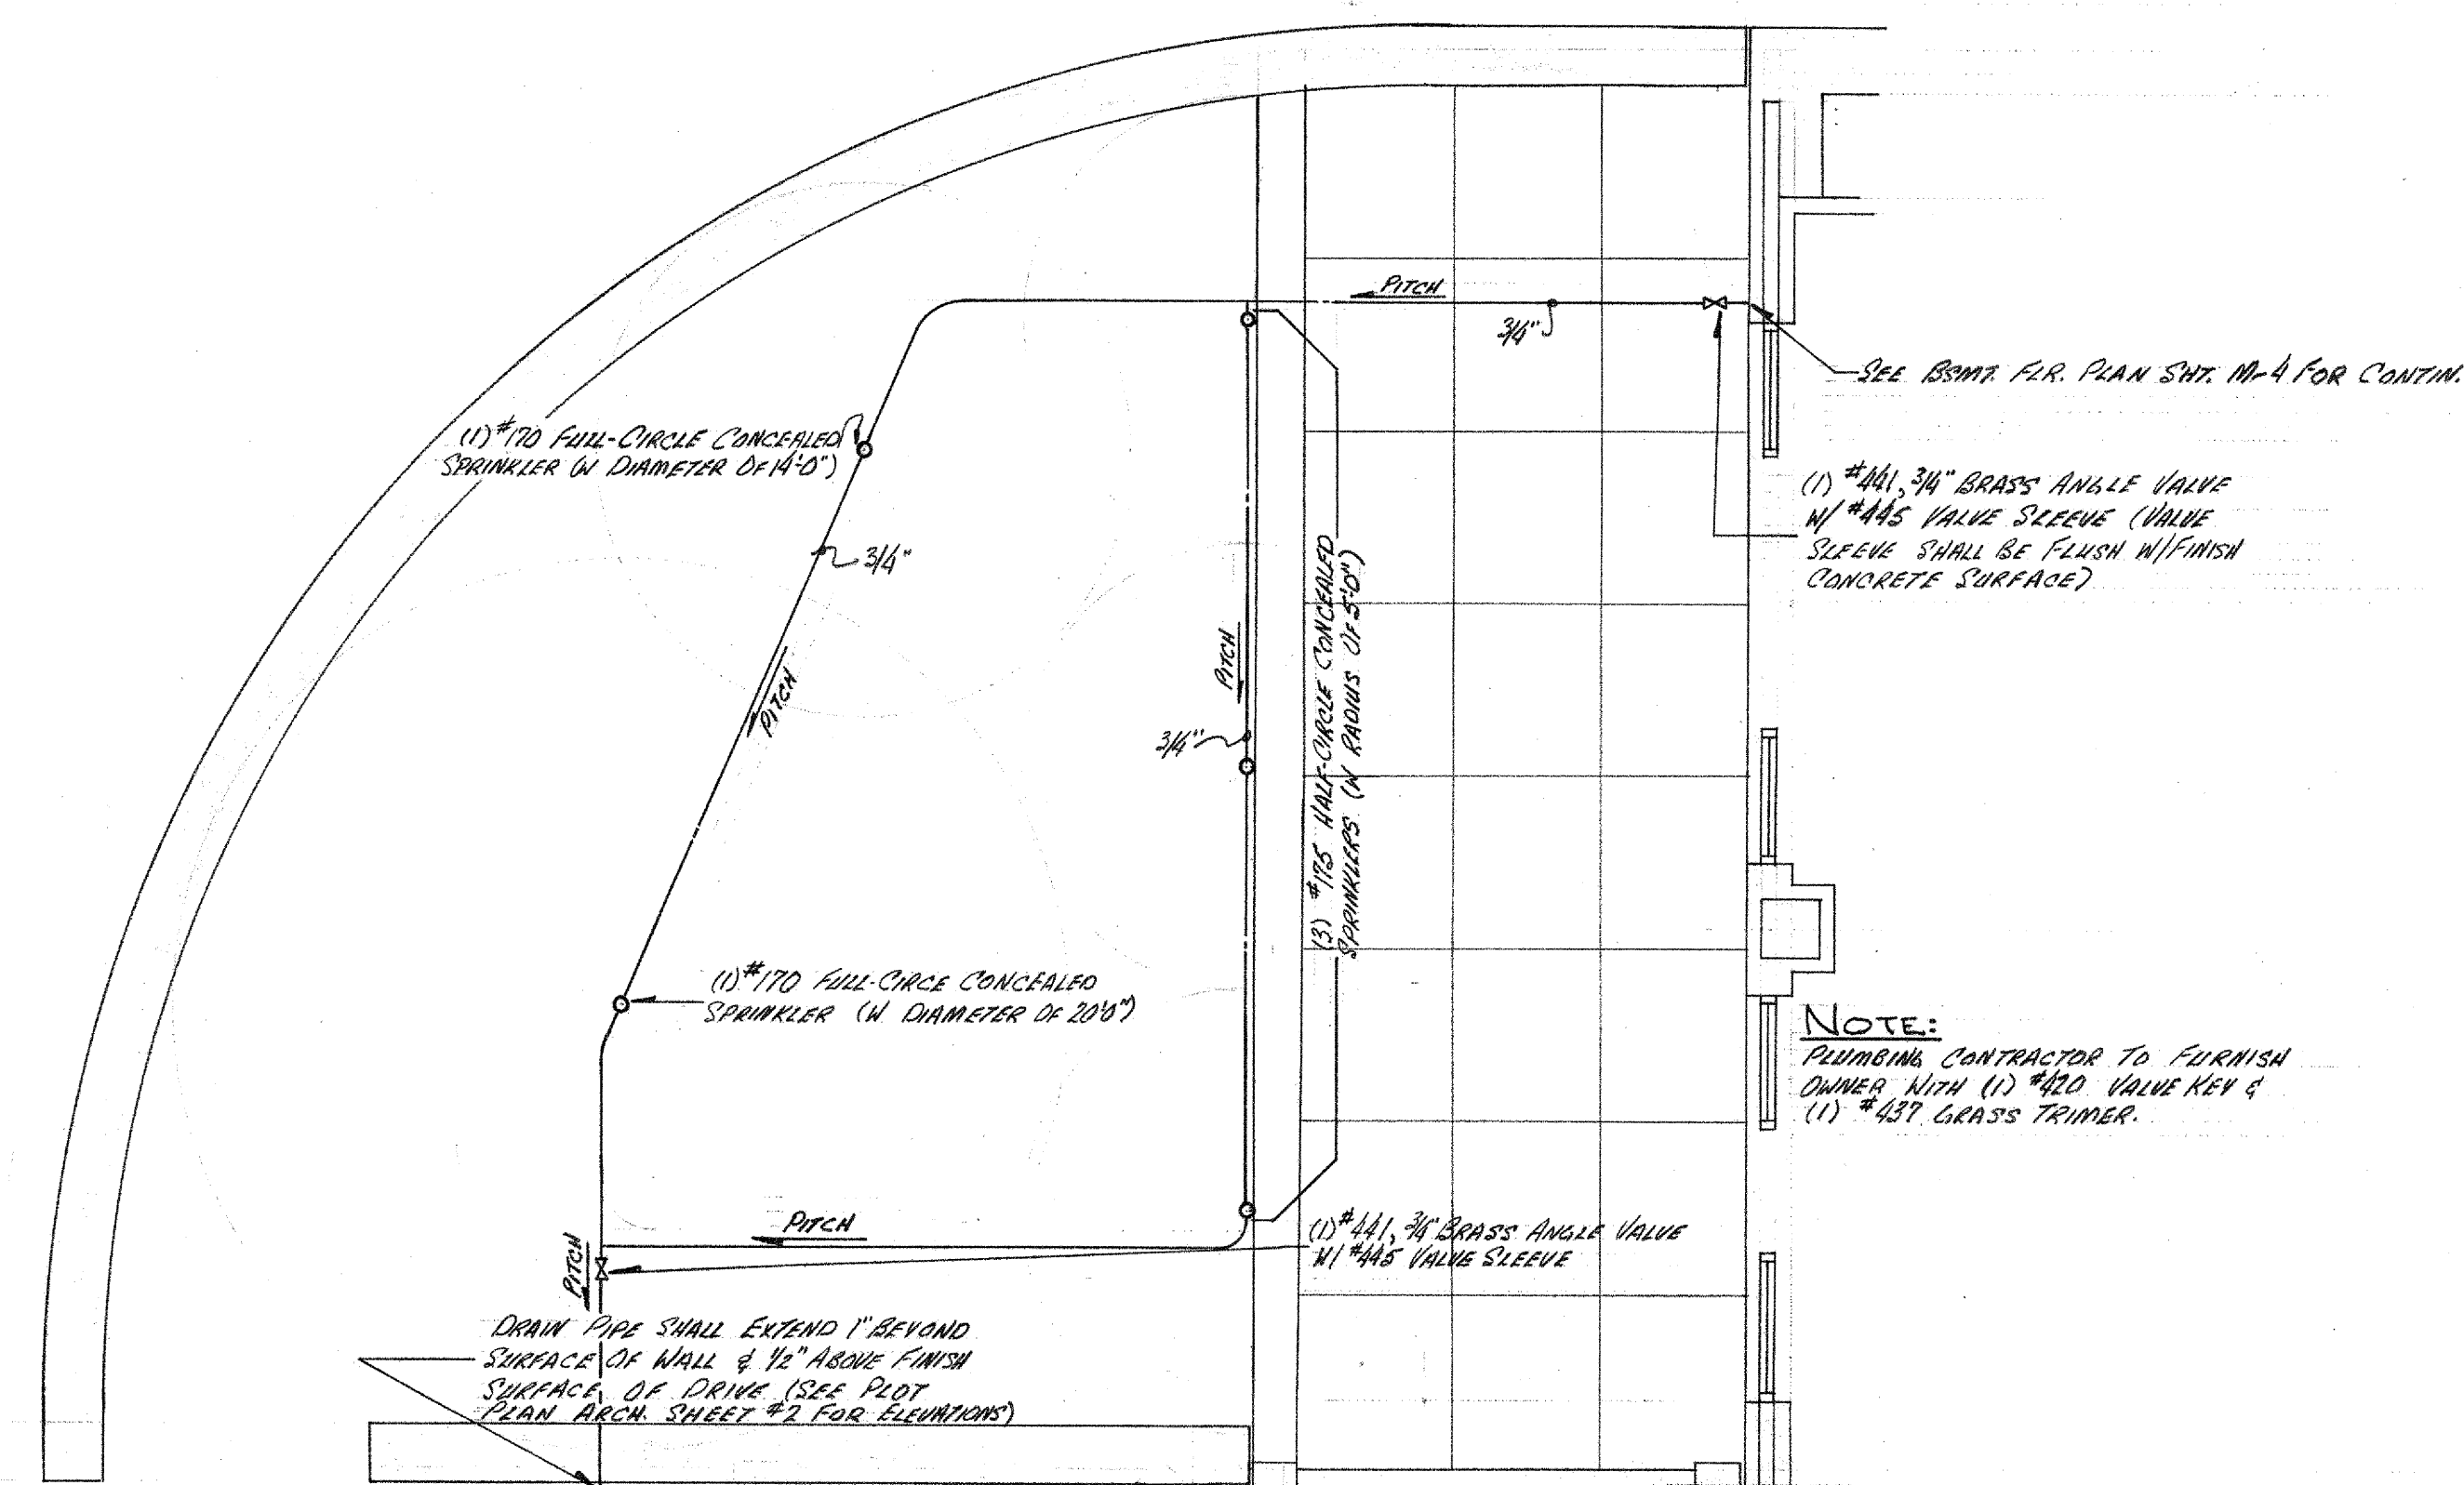 PITCH
3/4"
SEE BSMT. FLR. PLAN SHT. M-4 FOR CONTIN.
(1) #170 FULL-CIRCLE CONCEALED
SPRINKLER (W DIAMETER OF 14'-0")
(1) #441, 3/4" BRASS ANGLE VALVE
W/ #445 VALVE SLEEVE (VALVE
SLEEVE SHALL BE FLUSH W/FINISH
CONCRETE SURFACE)
3/4"
PITCH
PITCH
3/4"
(3) #175 HALF-CIRCLE CONCEALED
SPRINKLERS (W RADIUS OF 5'0")
(1) #170 FULL-CIRCE CONCEALED
SPRINKLER (W. DIAMETER OF 20'0")
NOTE:
PLUMBING CONTRACTOR TO FURNISH
OWNER WITH (1) #420 VALVE KEY &
(1) #437 GRASS TRIMER.
PITCH
PITCH
(1) #441, 3/4" BRASS ANGLE VALVE
W/ #445 VALVE SLEEVE
DRAIN PIPE SHALL EXTEND 1" BEYOND
SURFACE OF WALL & 1/2" ABOVE FINISH
SURFACE OF DRIVE (SEE PLOT
PLAN ARCH. SHEET #2 FOR ELEVATIONS)